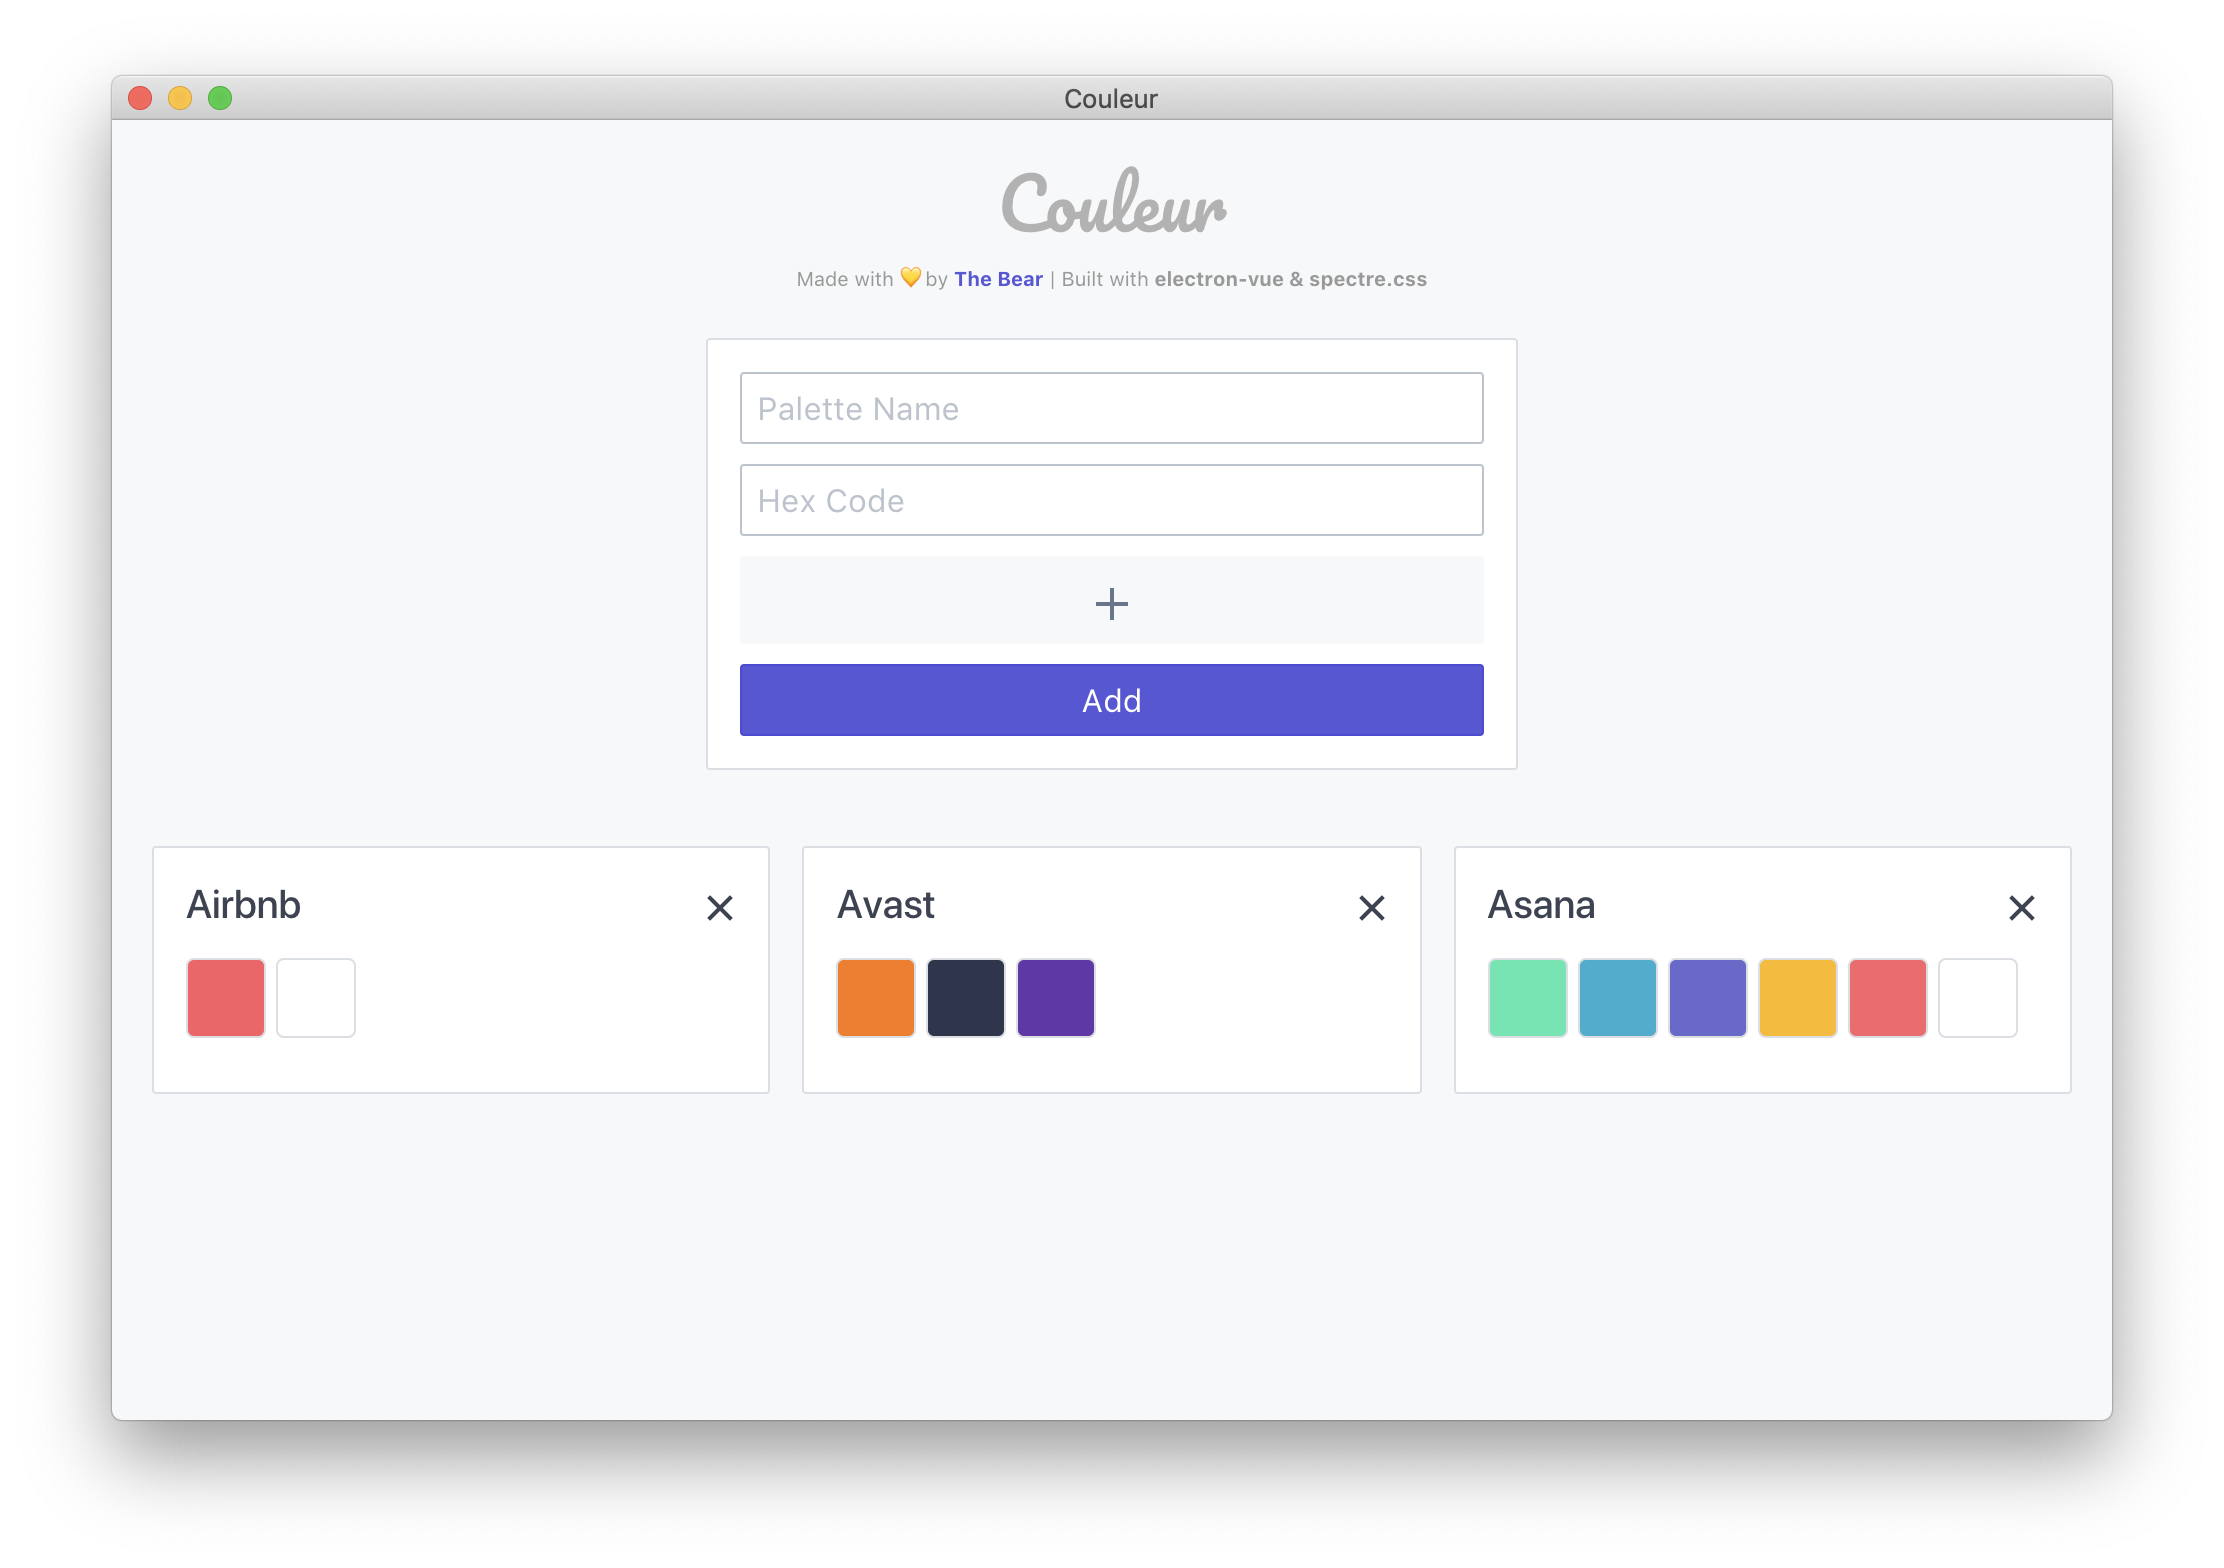 Couleur
Couleur
Made with 💛 by The Bear | Built with electron-vue & spectre.css
Palette Name
Hex Code
Add
Airbnb
Avast
Asana